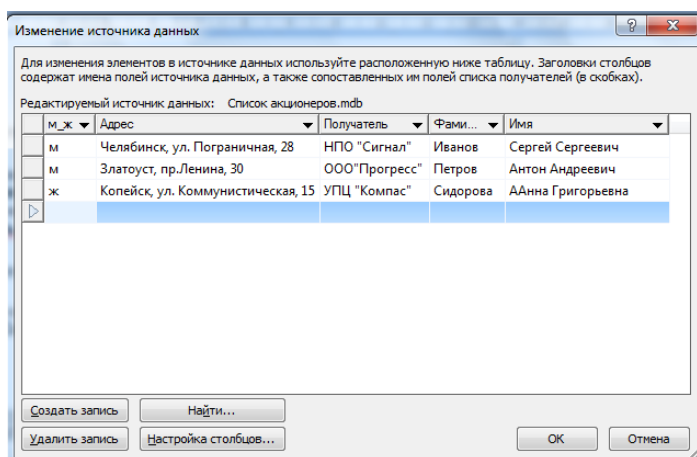 Изменение источника данных
Для изменения элементов в источнике данных используйте расположенную ниже таблицу. Заголовки столбцов
содержат имена полей источника данных, а также сопоставленных им полей списка получателей (в скобках).
Редактируемый источник данных: Список акционеров.mdb
м_ж Адрес Получатель Фами... Имя
м Челябинск, ул. Пограничная, 28 НПО "Сигнал" Иванов Сергей Сергеевич
м Златоуст, пр.Ленина, 30 ООО"Прогресс" Петров Антон Андреевич
ж Копейск, ул. Коммунистическая, 15 УПЦ "Компас" Сидорова ААнна Григорьевна
Создать запись Найти...
Удалить запись Настройка столбцов... ОК Отмена